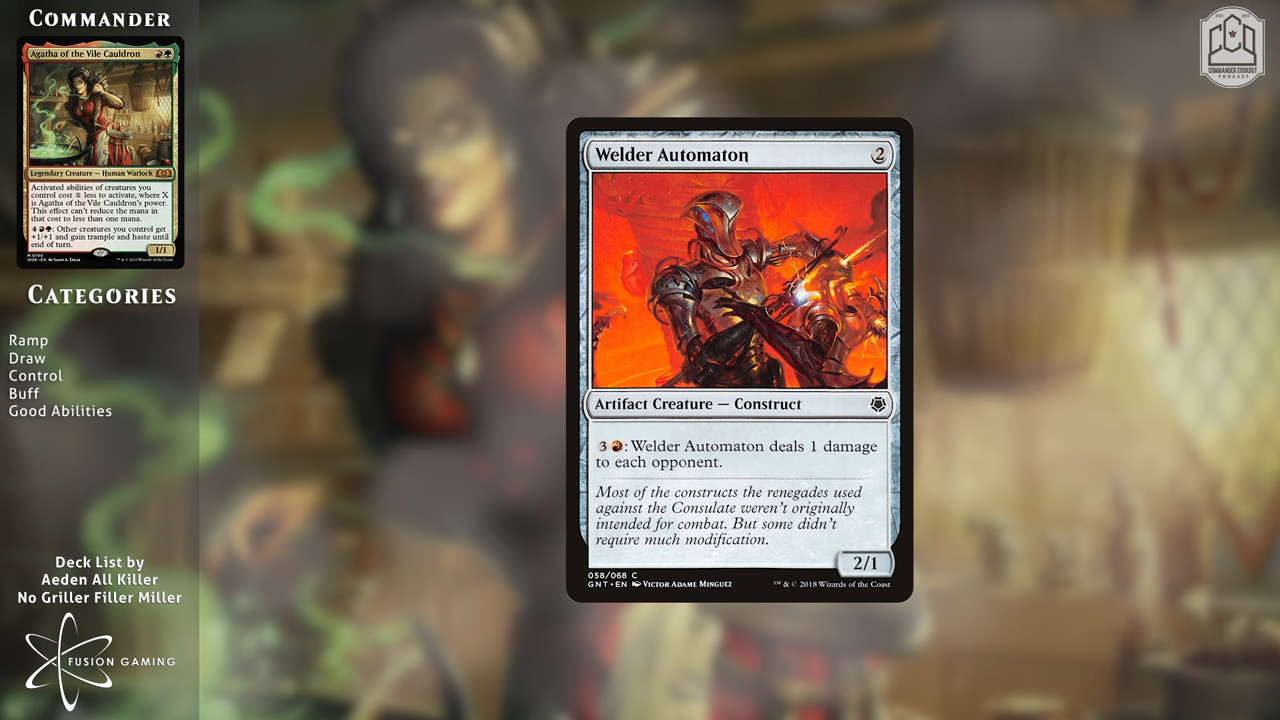 COMMANDER
Agatha of the Vile Cauldron
Legendary Creature — Human Warlock
Activated abilities of creatures you
control cost X less to activate, where X
is Agatha of the Vile Cauldron's power.
This effect can't reduce the mana in
that cost to less than one mana.
4: Other creatures you control get
+1/+1 and gain trample and haste until
end of turn.
1/1
CATEGORIES
Ramp
Draw
Control
Buff
Good Abilities
Deck List by
Aeden All Killer
No Griller Filler Miller
FUSION GAMING
Welder Automaton
2
Artifact Creature — Construct
3: Welder Automaton deals 1 damage
to each opponent.
Most of the constructs the renegades used
against the Consulate weren't originally
intended for combat. But some didn't
require much modification.
2/1
058/068 C
GNT • EN VICTOR ADAME MINGUEZ
™ & © 2018 Wizards of the Coast
CCO
COMMANDER COOKOUT
PODCAST